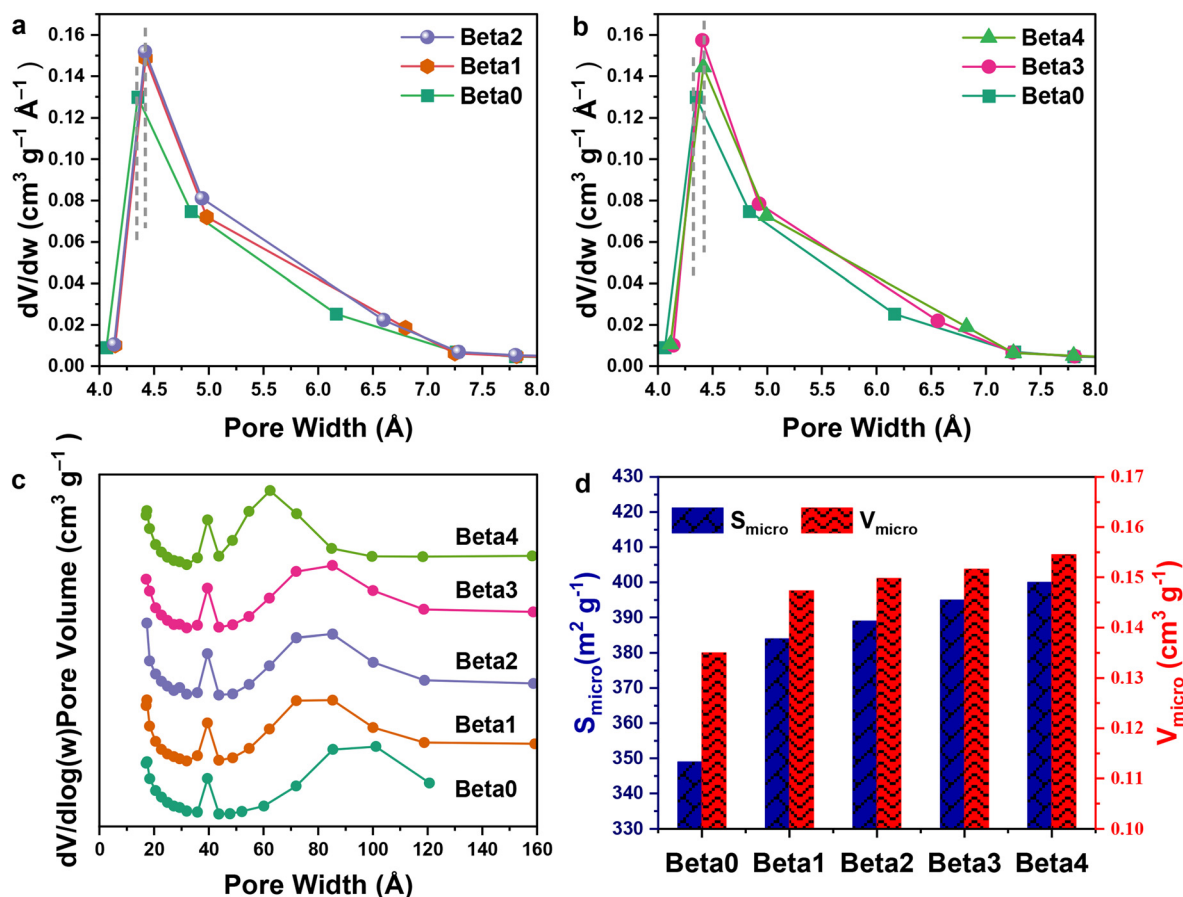 a
dV/dw (cm³ g⁻¹ Å⁻¹)
0.16
0.14
0.12
0.10
0.08
0.06
0.04
0.02
0.00
Beta2
Beta1
Beta0
4.0 4.5 5.0 5.5 6.0 6.5 7.0 7.5 8.0
Pore Width (Å)
b
dV/dw (cm³ g⁻¹ Å⁻¹)
0.16
0.14
0.12
0.10
0.08
0.06
0.04
0.02
0.00
Beta4
Beta3
Beta0
4.0 4.5 5.0 5.5 6.0 6.5 7.0 7.5 8.0
Pore Width (Å)
c
dV/dlog(w)Pore Volume (cm³ g⁻¹)
Beta4
Beta3
Beta2
Beta1
Beta0
0 20 40 60 80 100 120 140 160
Pore Width (Å)
d
S_micro(m² g⁻¹)
430
420
410
400
390
380
370
360
350
340
330
S_micro V_micro
0.17
0.16
0.15
0.14
0.13
0.12
0.11
0.10
V_micro (cm³ g⁻¹)
Beta0 Beta1 Beta2 Beta3 Beta4